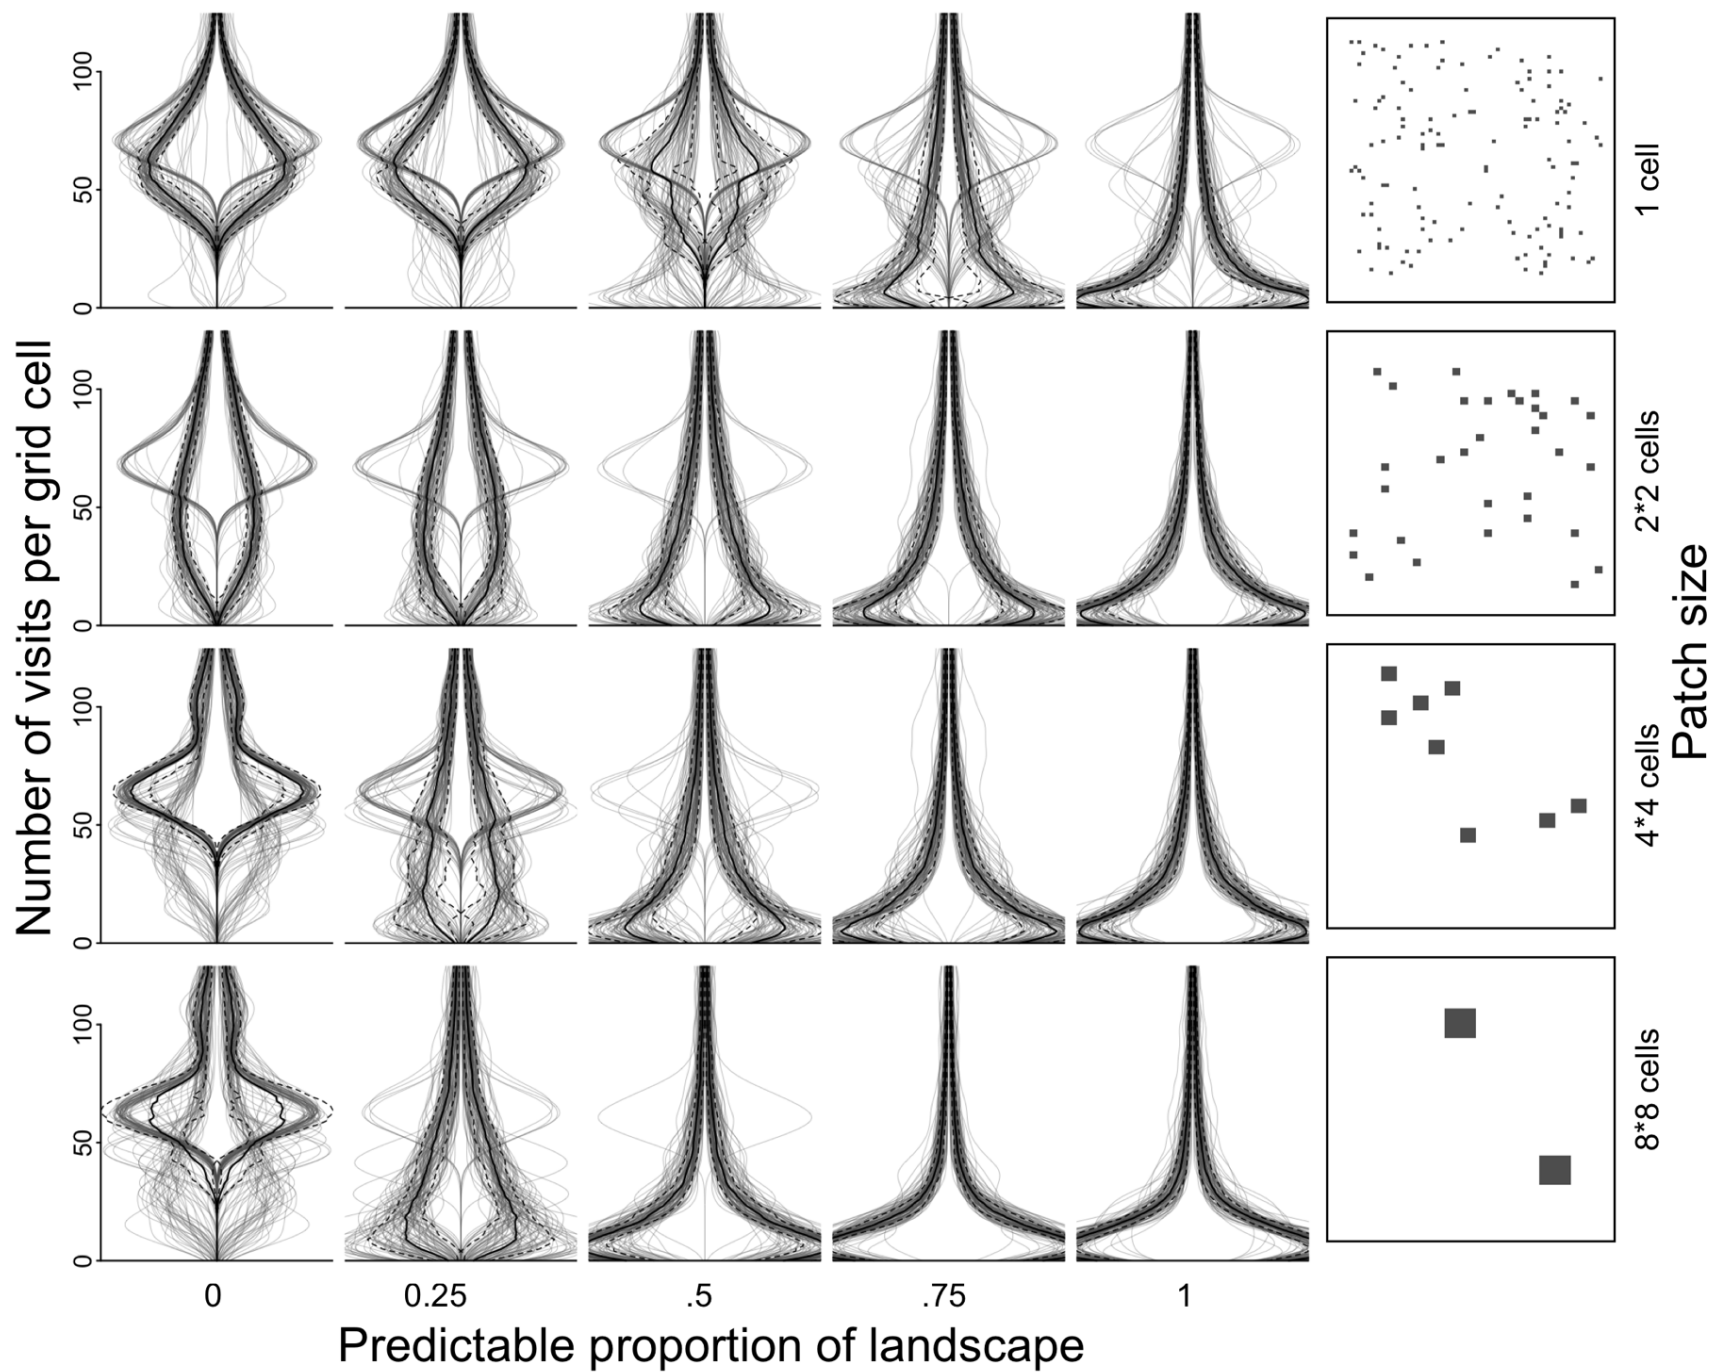 Number of visits per grid cell
100
50
0
100
50
0
100
50
0
100
50
0
1 cell
2*2 cells
4*4 cells
8*8 cells
Patch size
0
0.25
.5
.75
1
Predictable proportion of landscape